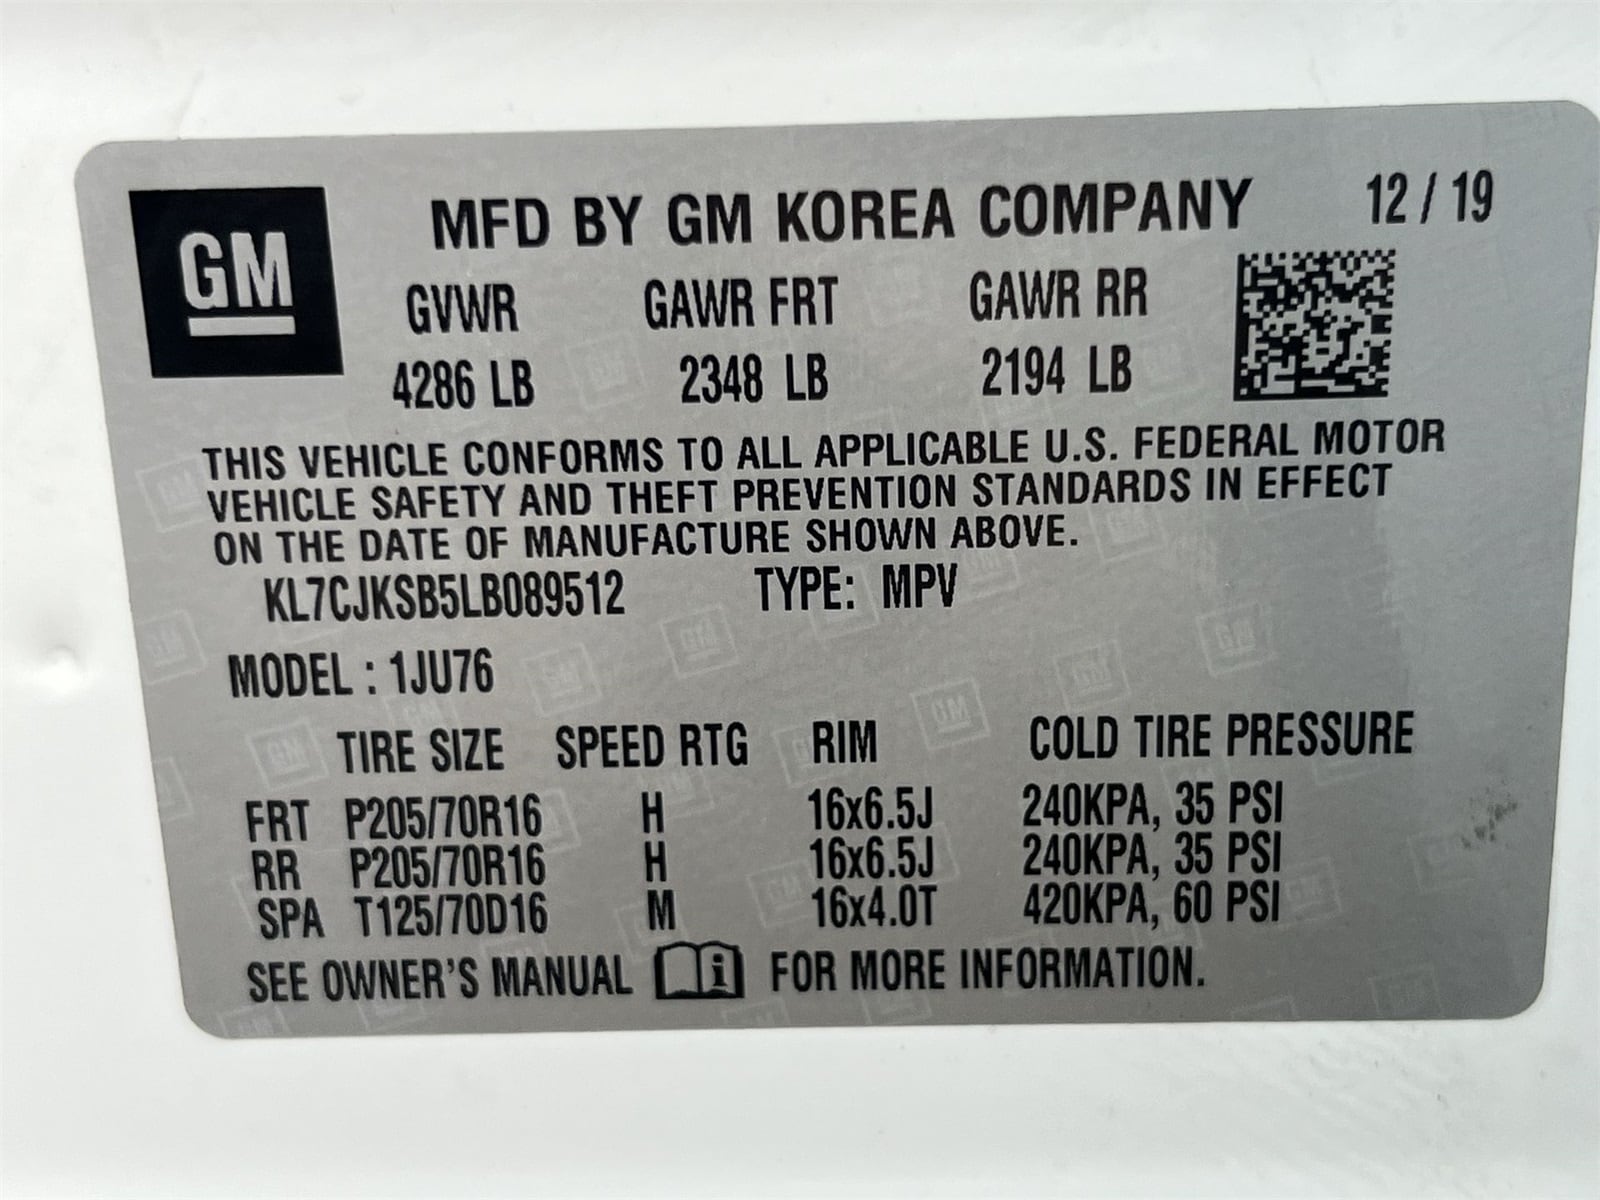 GM
MFD BY GM KOREA COMPANY 12 / 19
GVWR GAWR FRT GAWR RR
4286 LB 2348 LB 2194 LB
THIS VEHICLE CONFORMS TO ALL APPLICABLE U.S. FEDERAL MOTOR
VEHICLE SAFETY AND THEFT PREVENTION STANDARDS IN EFFECT
ON THE DATE OF MANUFACTURE SHOWN ABOVE.
KL7CJKSB5LB089512 TYPE: MPV
MODEL : 1JU76
TIRE SIZE SPEED RTG RIM COLD TIRE PRESSURE
FRT P205/70R16 H 16x6.5J 240KPA, 35 PSI
RR P205/70R16 H 16x6.5J 240KPA, 35 PSI
SPA T125/70D16 M 16x4.0T 420KPA, 60 PSI
SEE OWNER'S MANUAL i FOR MORE INFORMATION.